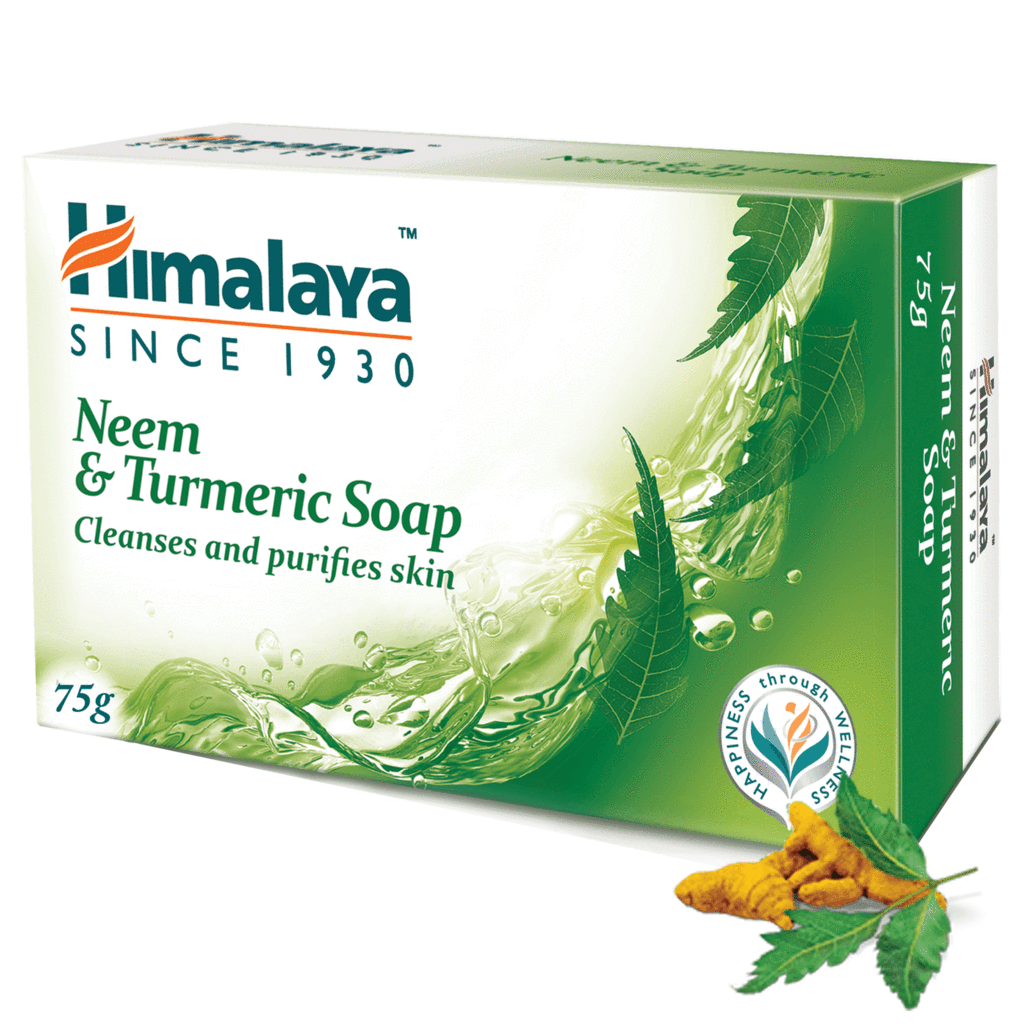 Himalaya
SINCE 1930
Neem & Turmeric
Soap
Himalaya™
SINCE 1930
Neem
& Turmeric Soap
Cleanses and purifies skin
75g
HAPPINESS through WELLNESS
Neem & Turmeric
Soap
75g
Himalaya™
SINCE 1930